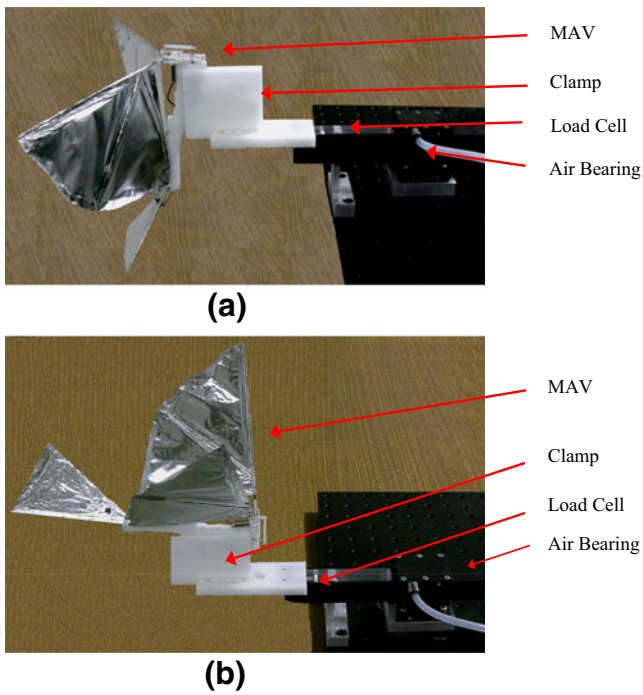 MAV
Clamp
Load Cell
Air Bearing
(a)
MAV
Clamp
Load Cell
Air Bearing
(b)